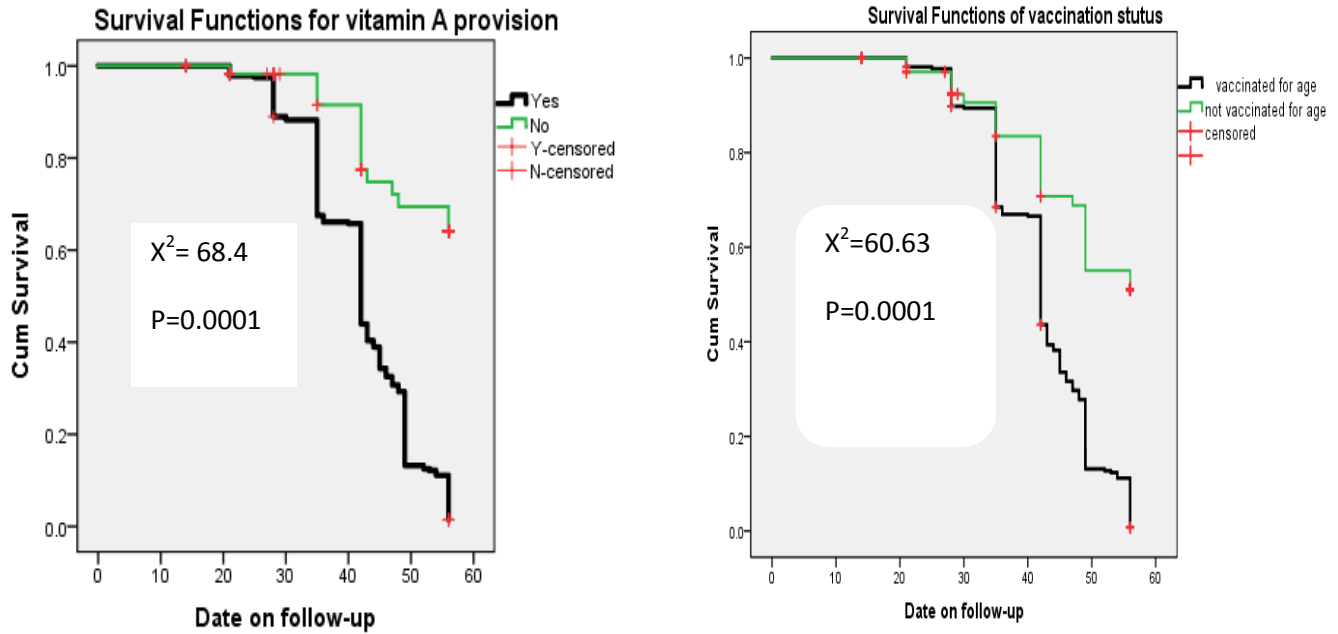 Survival Functions for vitamin A provision
Cum Survival
1.0
0.8
0.6
0.4
0.2
0.0
X²= 68.4
P=0.0001
Yes
No
Y-censored
N-censored
0 10 20 30 40 50 60
Date on follow-up
Survival Functions of vaccination stutus
Cum Survival
1.0
0.8
0.6
0.4
0.2
0.0
X²=60.63
P=0.0001
vaccinated for age
not vaccinated for age
censored
0 10 20 30 40 50 60
Date on follow-up